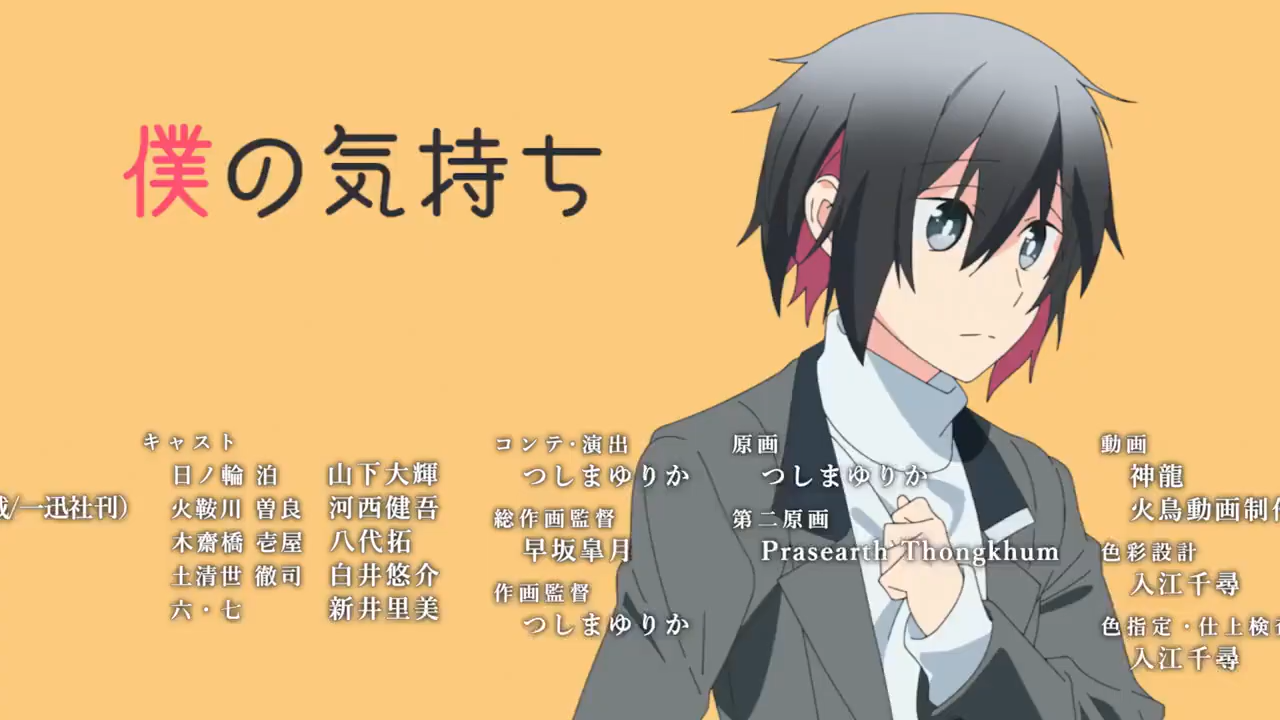 僕の気持ち
/一迅社刊)
キャスト
日ノ輪 泊 山下大輝
火鞍川 曽良 河西健吾
木齋橋 壱屋 八代拓
土清世 徹司 白井悠介
六・七 新井里美
コンテ・演出
つしまゆりか
総作画監督
早坂皐月
作画監督
つしまゆりか
原画
つしまゆりか
第二原画
Prasearth Thongkhum
動画
神龍
火鳥動画制作
色彩設計
入江千尋
色指定・仕上検査
入江千尋